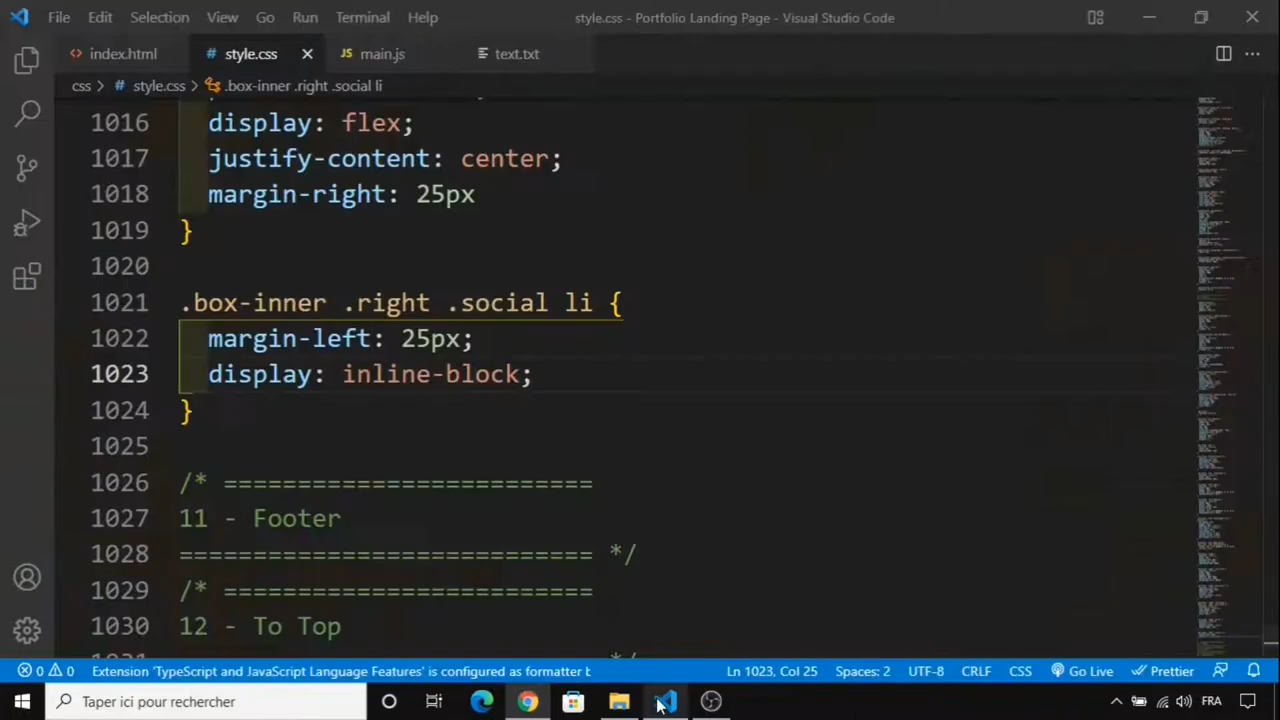 File Edit Selection View Go Run Terminal Help style.css - Portfolio Landing Page - Visual Studio Code
<> index.html # style.css JS main.js text.txt
css > # style.css > .box-inner .right .social li
1016 display: flex;
1017 justify-content: center;
1018 margin-right: 25px
1019 }
1020
1021 .box-inner .right .social li {
1022 margin-left: 25px;
1023 display: inline-block;
1024 }
1025
1026 /* =========================
1027 11 - Footer
1028 ============================ */
1029 /* =========================
1030 12 - To Top
0 0 Extension 'TypeScript and JavaScript Language Features' is configured as formatter b Ln 1023, Col 25 Spaces: 2 UTF-8 CRLF CSS Go Live Prettier
Taper ici pour rechercher FRA